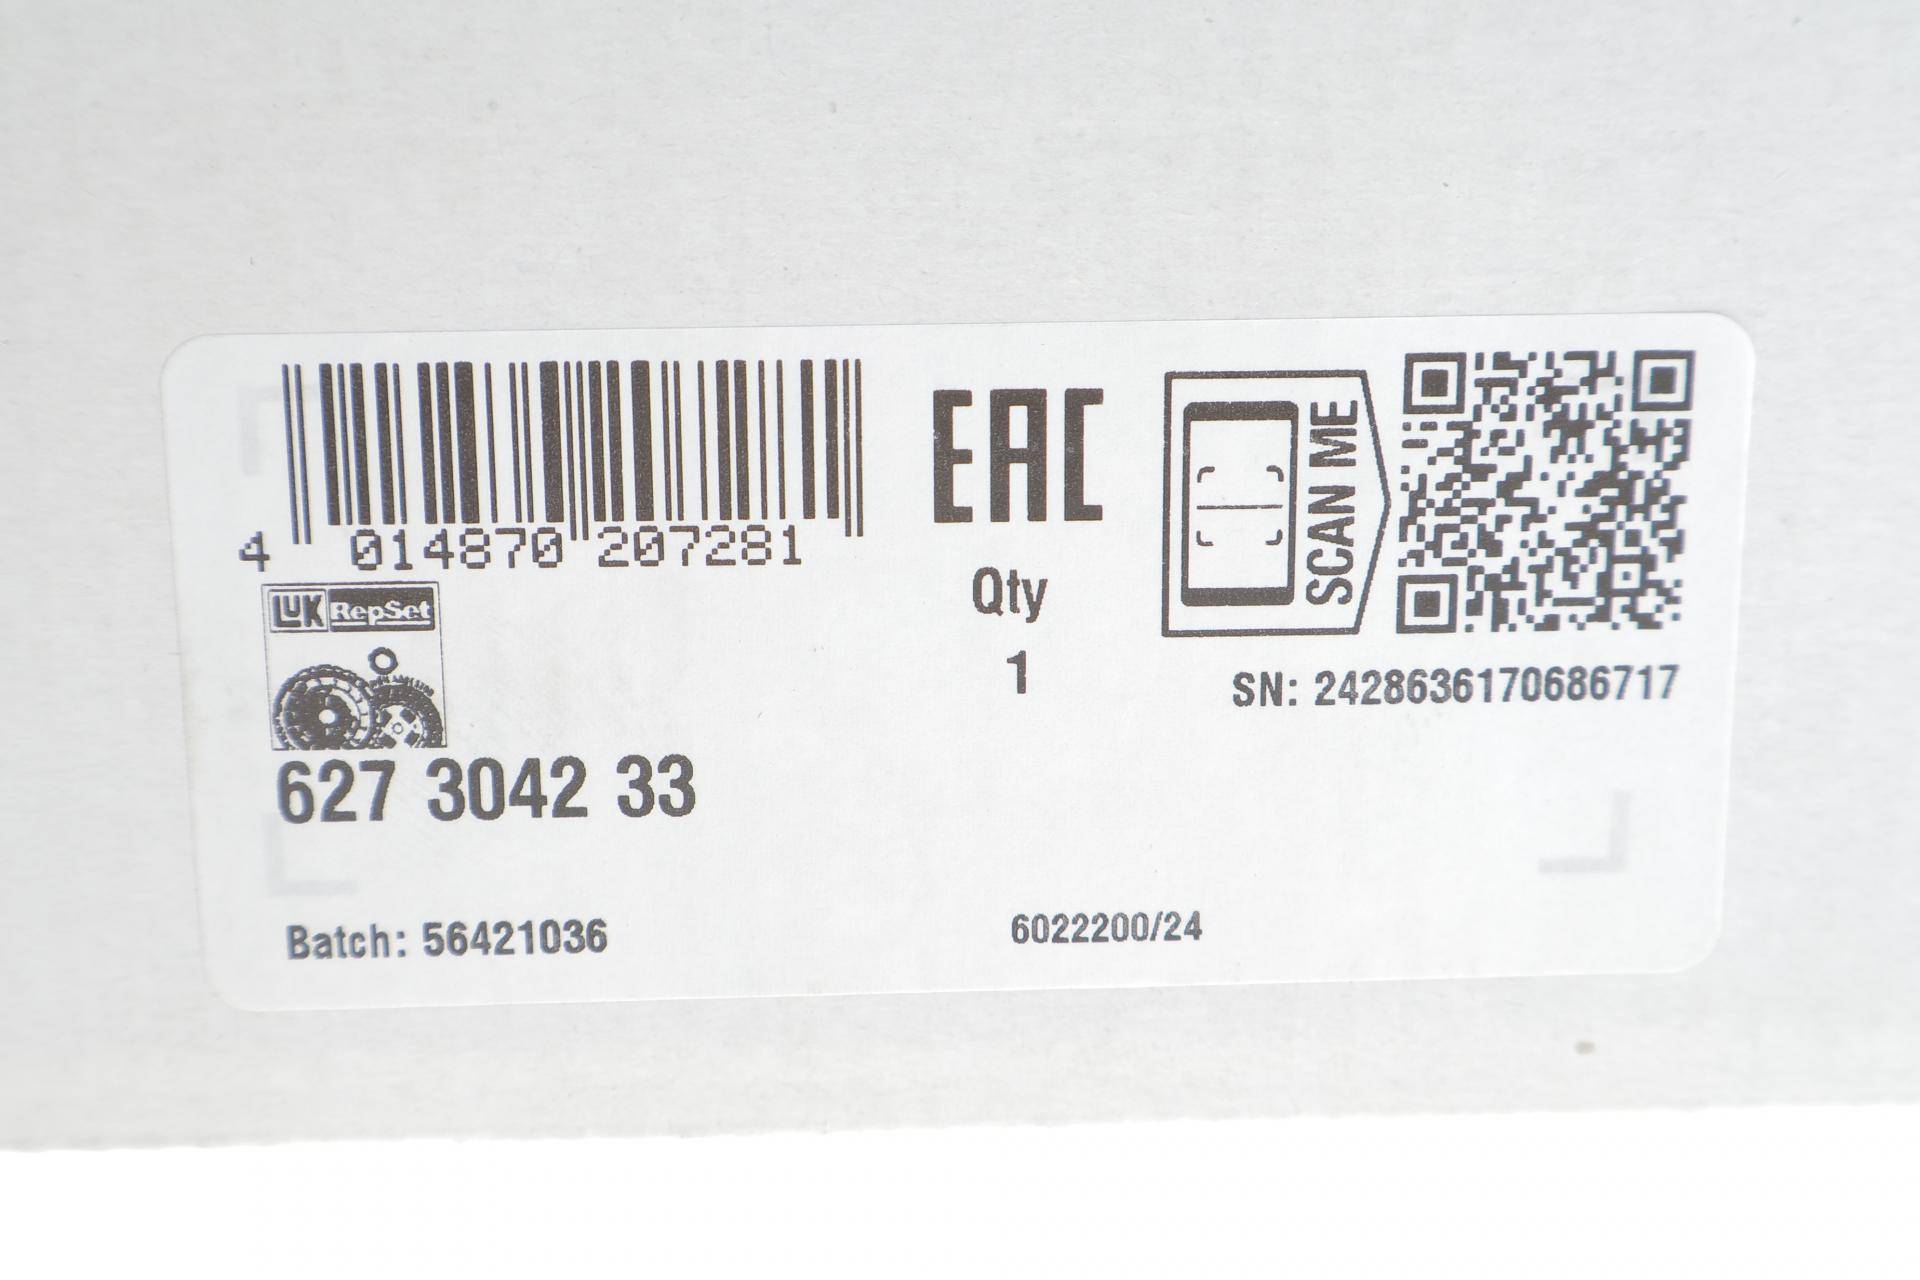 4 014870 207281
EAC
SCAN ME
LUK RepSet
Qty
1
SN: 2428636170686717
627 3042 33
Batch: 56421036
6022200/24